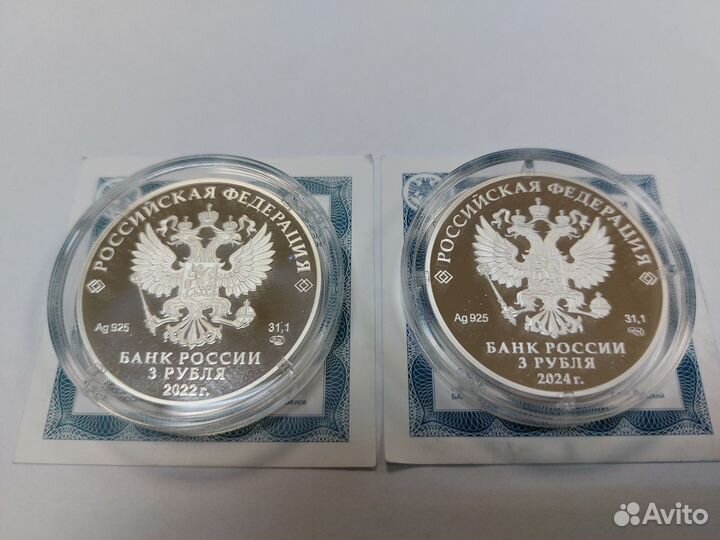 РОССИЙСКАЯ ФЕДЕРАЦИЯ
Ag 925
31,1
БАНК РОССИИ
3 РУБЛЯ
2022 г.
РОССИЙСКАЯ ФЕДЕРАЦИЯ
Ag 925
31,1
БАНК РОССИИ
3 РУБЛЯ
2024 г.
Avito